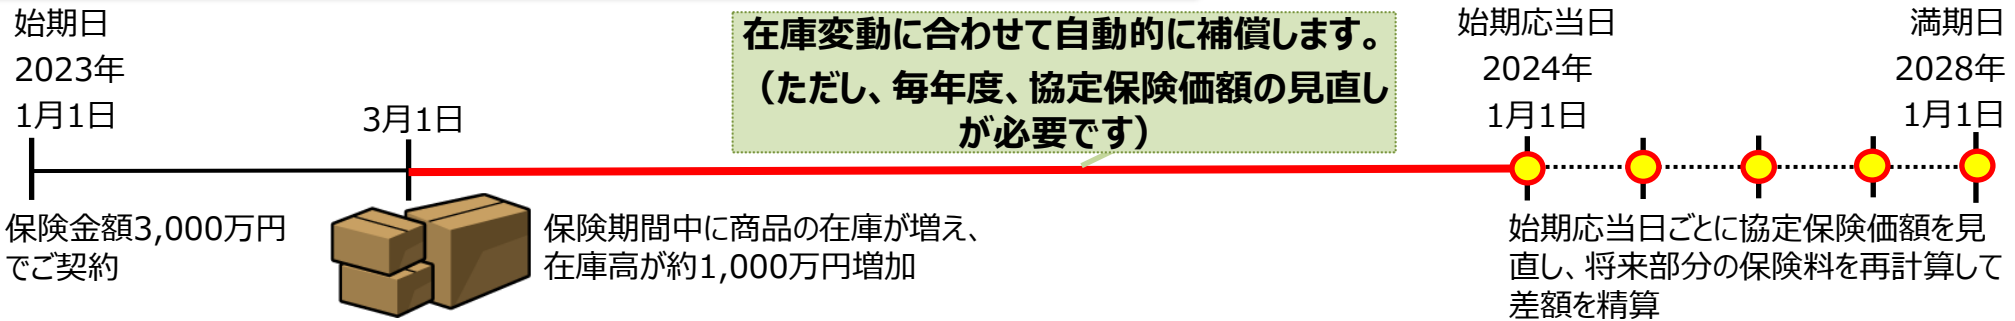 始期日
2023年
1月1日
3月1日
在庫変動に合わせて自動的に補償します。
（ただし、毎年度、協定保険価額の見直し
が必要です）
始期応当日
2024年
1月1日
満期日
2028年
1月1日
保険金額3,000万円
でご契約
保険期間中に商品の在庫が増え、
在庫高が約1,000万円増加
始期応当日ごとに協定保険価額を見
直し、将来部分の保険料を再計算して
差額を精算